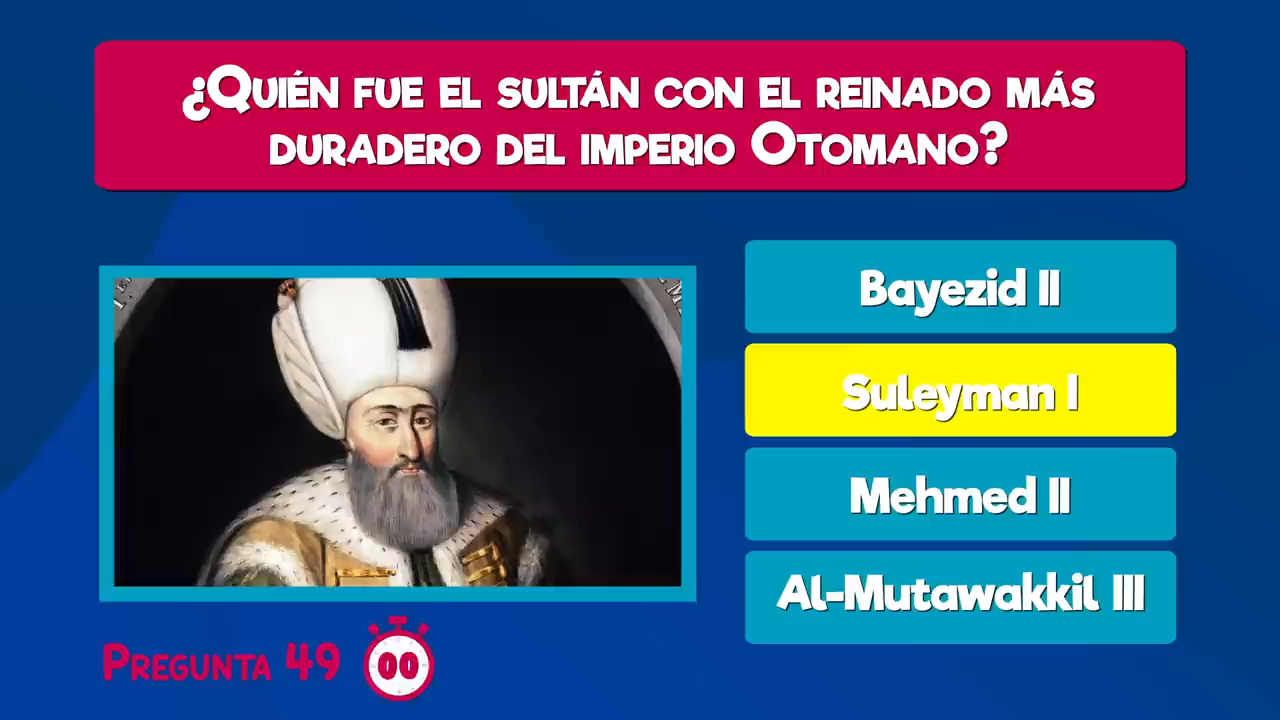 ¿Quién fue el sultán con el reinado más
duradero del imperio Otomano?
Bayezid II
Suleyman I
Mehmed II
Al-Mutawakkil III
Pregunta 49
00